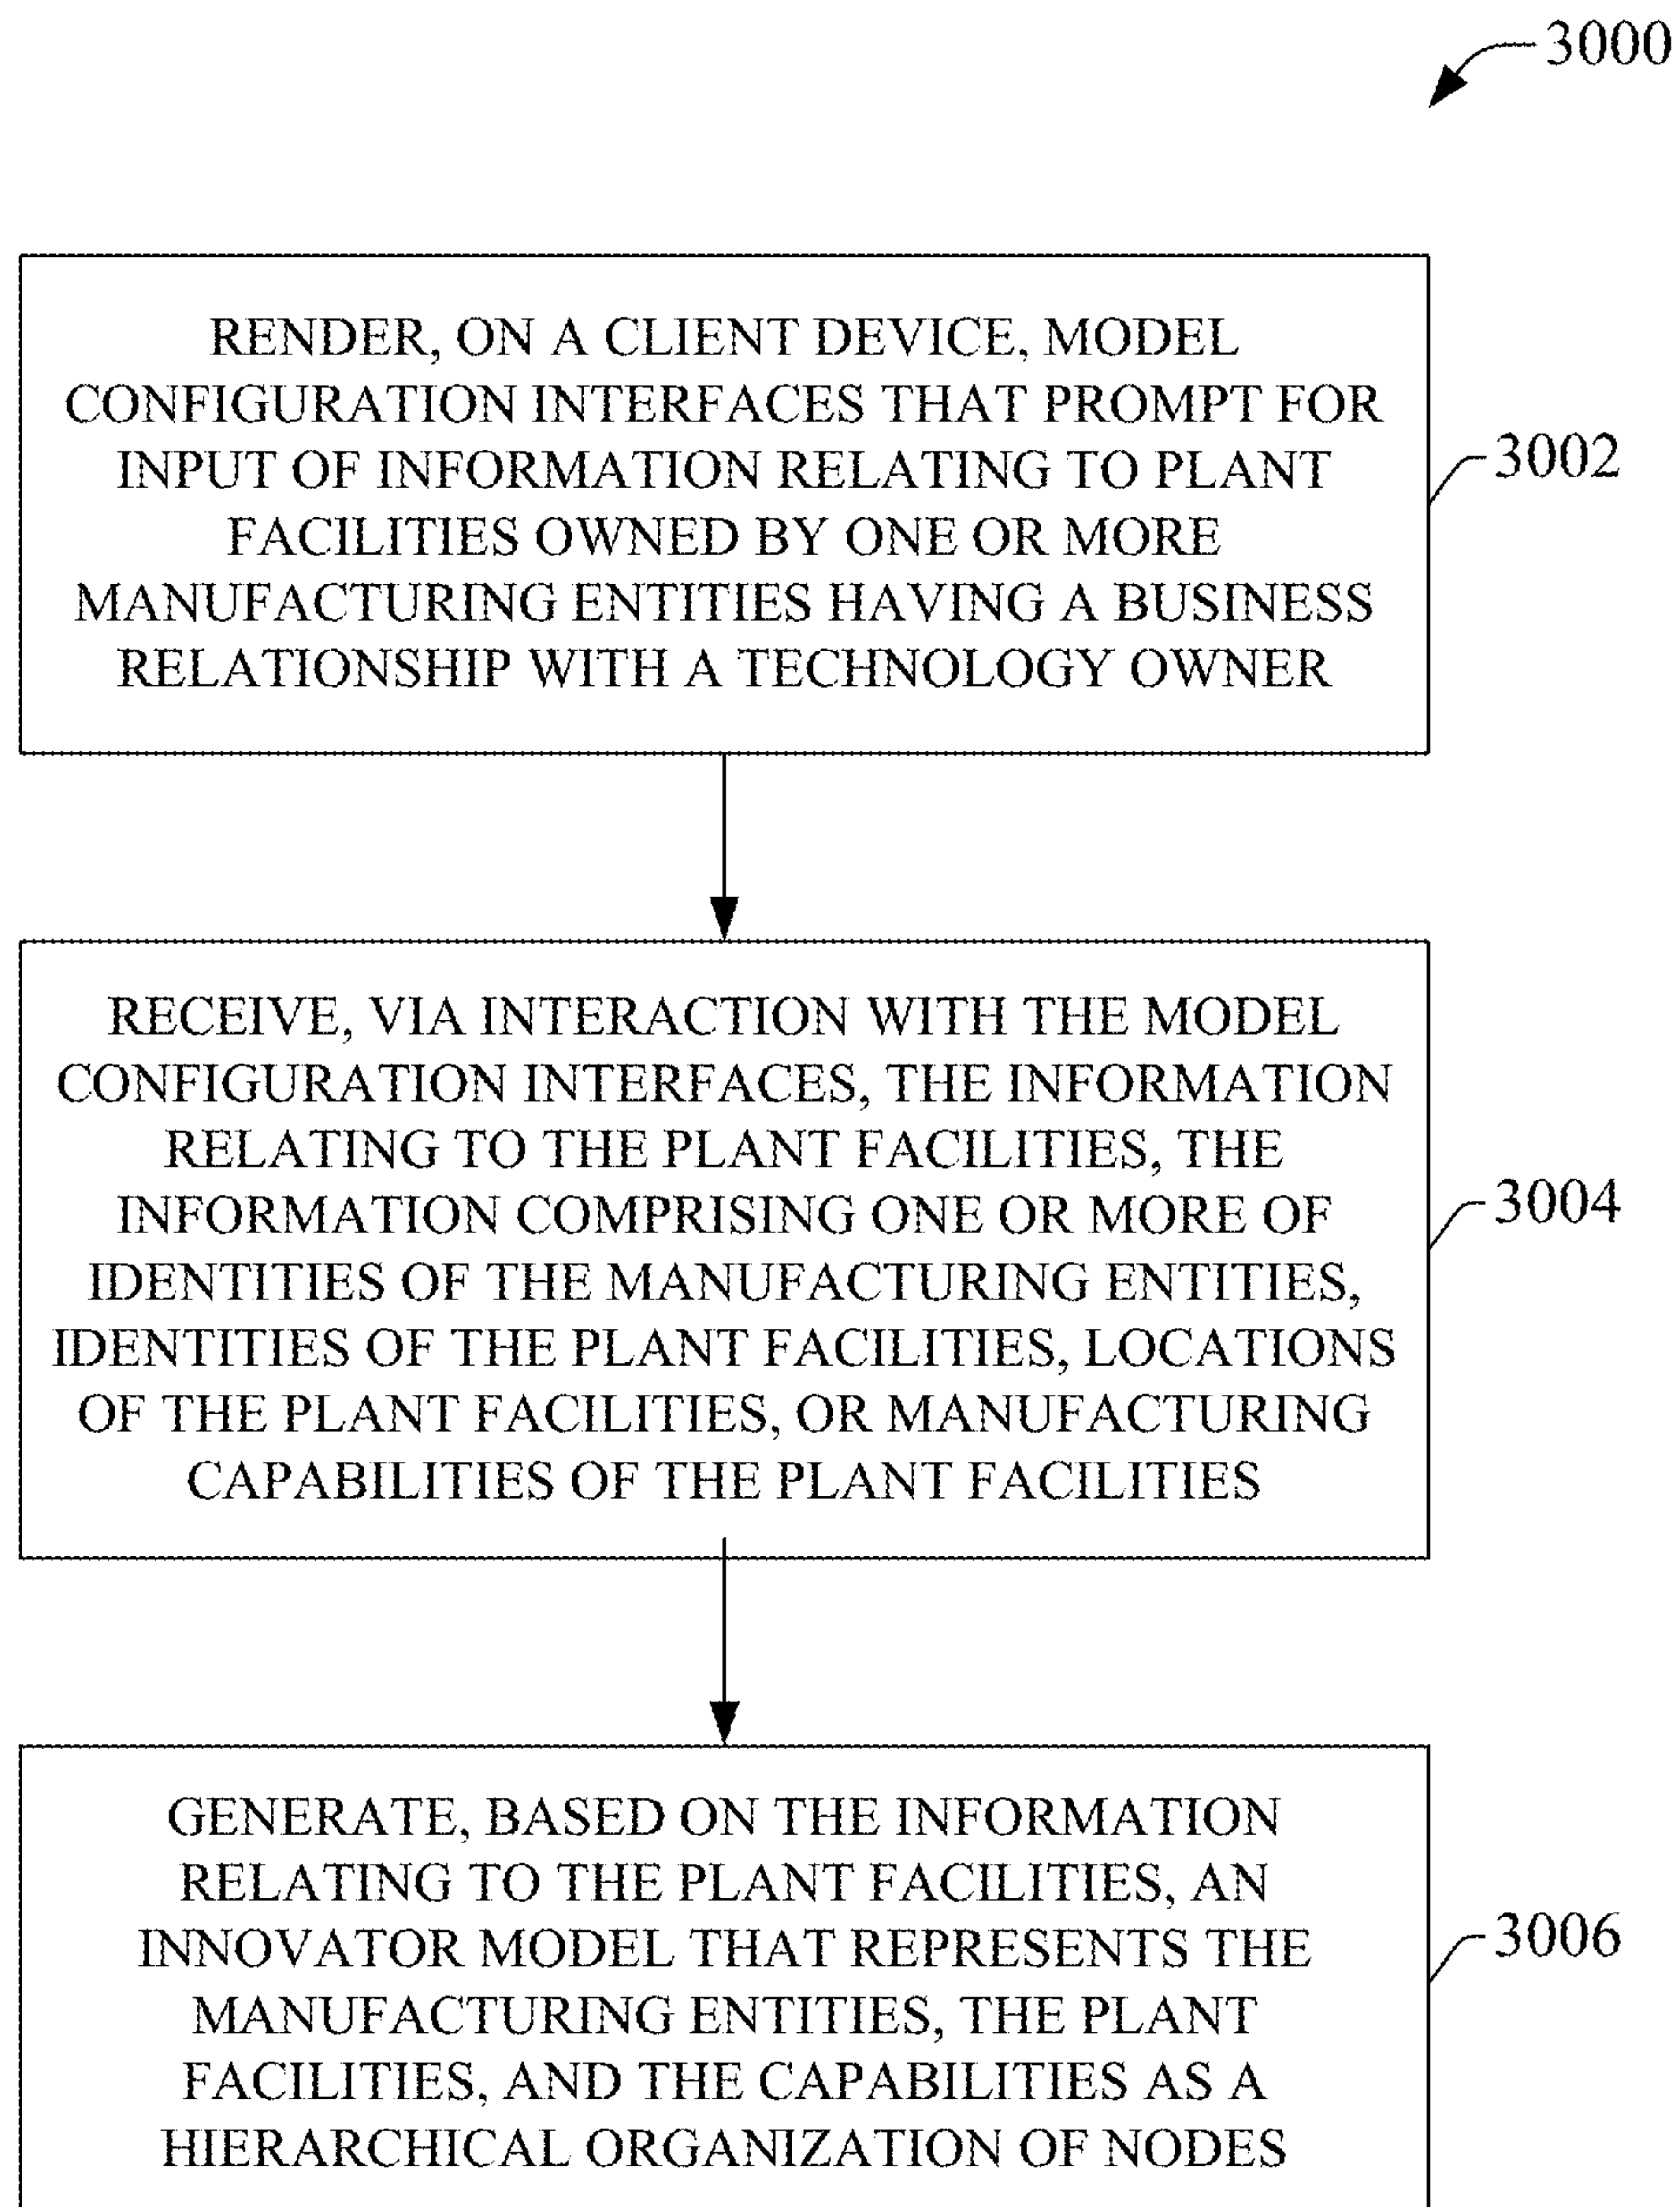 3000
RENDER, ON A CLIENT DEVICE, MODEL
CONFIGURATION INTERFACES THAT PROMPT FOR
INPUT OF INFORMATION RELATING TO PLANT
FACILITIES OWNED BY ONE OR MORE
MANUFACTURING ENTITIES HAVING A BUSINESS
RELATIONSHIP WITH A TECHNOLOGY OWNER
3002
RECEIVE, VIA INTERACTION WITH THE MODEL
CONFIGURATION INTERFACES, THE INFORMATION
RELATING TO THE PLANT FACILITIES, THE
INFORMATION COMPRISING ONE OR MORE OF
IDENTITIES OF THE MANUFACTURING ENTITIES,
IDENTITIES OF THE PLANT FACILITIES, LOCATIONS
OF THE PLANT FACILITIES, OR MANUFACTURING
CAPABILITIES OF THE PLANT FACILITIES
3004
GENERATE, BASED ON THE INFORMATION
RELATING TO THE PLANT FACILITIES, AN
INNOVATOR MODEL THAT REPRESENTS THE
MANUFACTURING ENTITIES, THE PLANT
FACILITIES, AND THE CAPABILITIES AS A
HIERARCHICAL ORGANIZATION OF NODES
3006